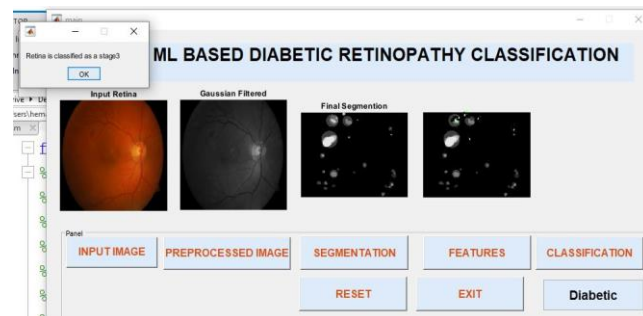 main
Retina is classified as a stage3
OK
ML BASED DIABETIC RETINOPATHY CLASSIFICATION
Input Retina
Gaussian Filtered
Final Segmention
Panel
INPUT IMAGE
PREPROCESSED IMAGE
SEGMENTATION
FEATURES
CLASSIFICATION
RESET
EXIT
Diabetic